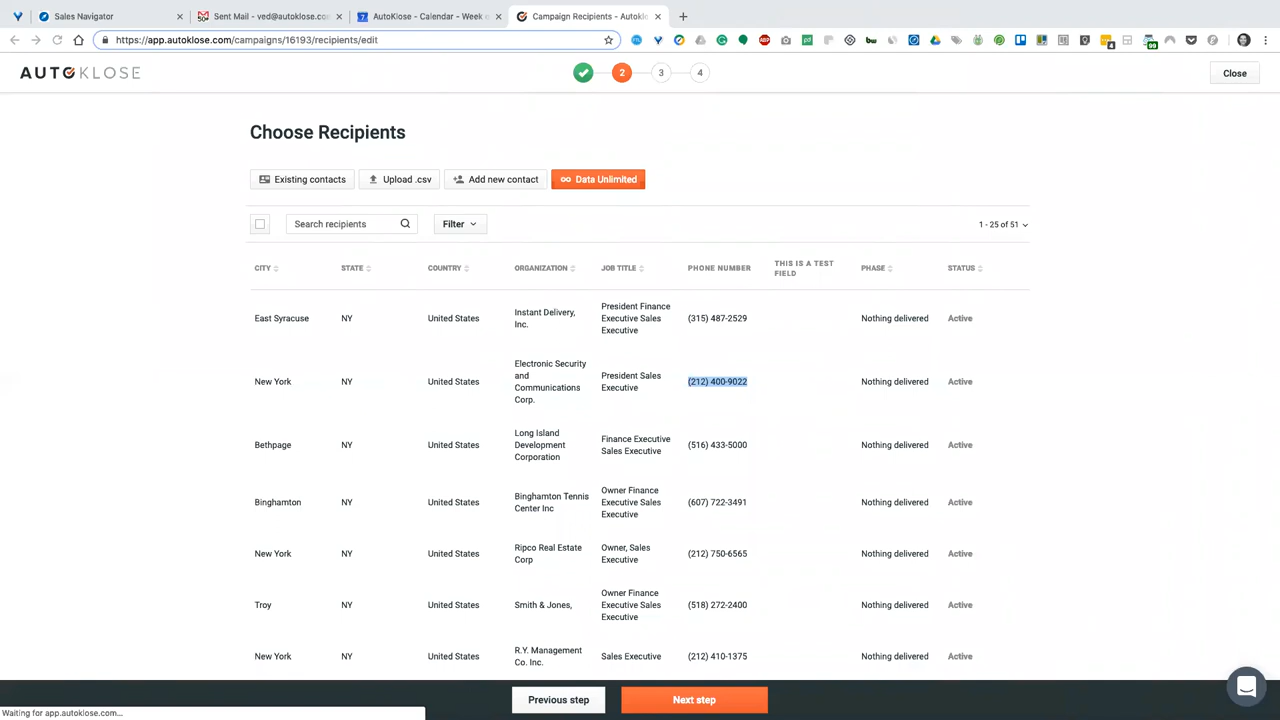 Sales Navigator
Sent Mail - ved@autoklose.co
AutoKlose - Calendar - Week o
Campaign Recipients - Autokl
https://app.autoklose.com/campaigns/16193/recipients/edit
AUTOKLOSE
2
3
4
Close
Choose Recipients
Existing contacts
Upload .csv
Add new contact
Data Unlimited
Search recipients
Filter
1 - 25 of 51
CITY
STATE
COUNTRY
ORGANIZATION
JOB TITLE
PHONE NUMBER
THIS IS A TEST
FIELD
PHASE
STATUS
East Syracuse
NY
United States
Instant Delivery,
Inc.
President Finance
Executive Sales
Executive
(315) 487-2529
Nothing delivered
Active
New York
NY
United States
Electronic Security
and
Communications
Corp.
President Sales
Executive
(212) 400-9022
Nothing delivered
Active
Bethpage
NY
United States
Long Island
Development
Corporation
Finance Executive
Sales Executive
(516) 433-5000
Nothing delivered
Active
Binghamton
NY
United States
Binghamton Tennis
Center Inc
Owner Finance
Executive Sales
Executive
(607) 722-3491
Nothing delivered
Active
New York
NY
United States
Ripco Real Estate
Corp
Owner, Sales
Executive
(212) 750-6565
Nothing delivered
Active
Troy
NY
United States
Smith & Jones,
Owner Finance
Executive Sales
Executive
(518) 272-2400
Nothing delivered
Active
New York
NY
United States
R.Y. Management
Co. Inc.
Sales Executive
(212) 410-1375
Nothing delivered
Active
Previous step
Next step
Waiting for app.autoklose.com...